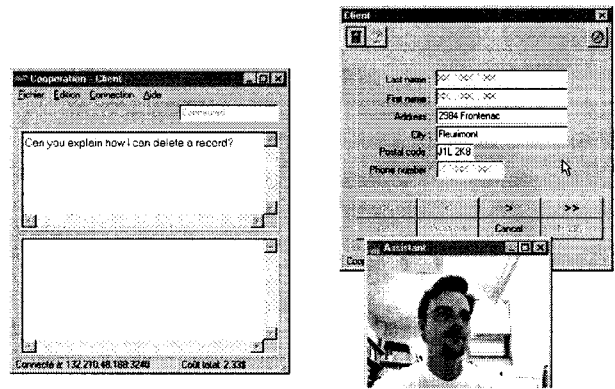 Cooperation - Client
Fichier Edition Connection Aide
Connected
Can you explain how I can delete a record?
Connecté à: 132.210.48.189:3240 Coût total: 2.33$
Client
Last name :
First name :
Address : 2984 Frontenac
City : Fleurimont
Postal code : J1L 2K8
Phone number :
> >>
Cancel
Assistant